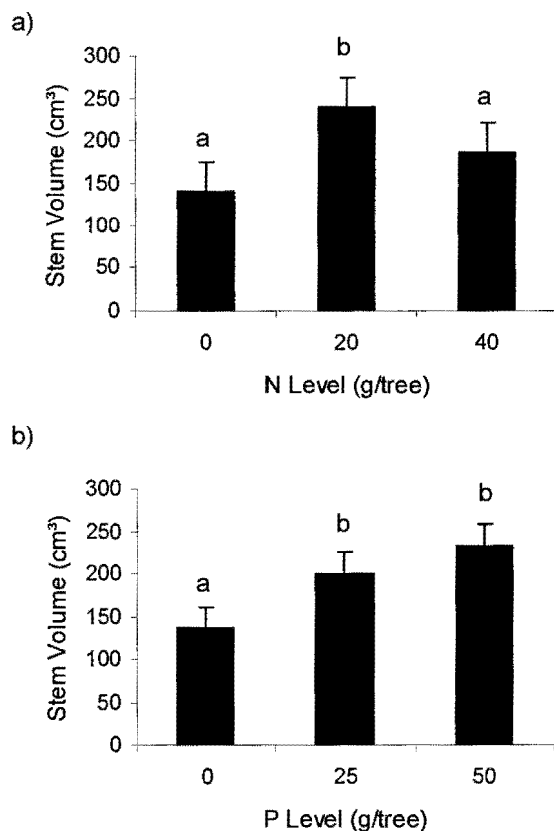 a)
300
250
200
150
100
50
0
Stem Volume (cm³)
a
b
a
0 20 40
N Level (g/tree)
b)
300
250
200
150
100
50
0
Stem Volume (cm³)
a
b
b
0 25 50
P Level (g/tree)